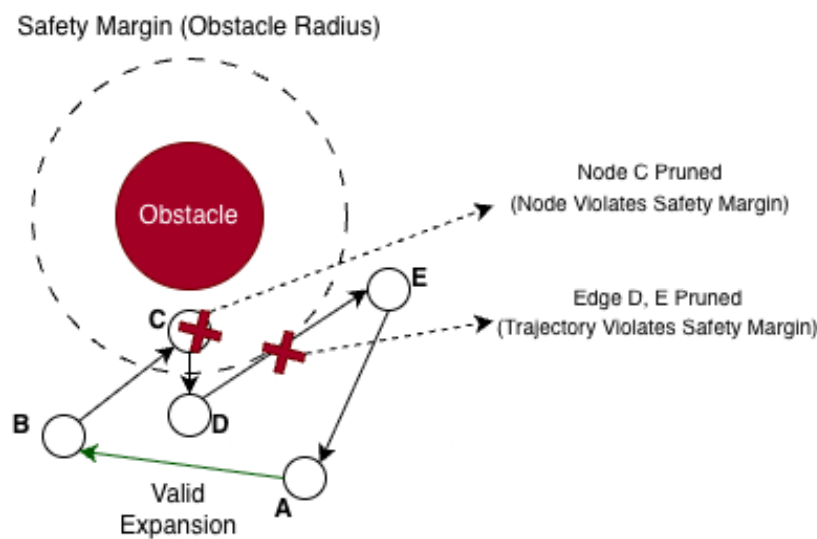 Safety Margin (Obstacle Radius)
Obstacle
Node C Pruned
(Node Violates Safety Margin)
E
C
Edge D, E Pruned
(Trajectory Violates Safety Margin)
B
D
A
Valid
Expansion